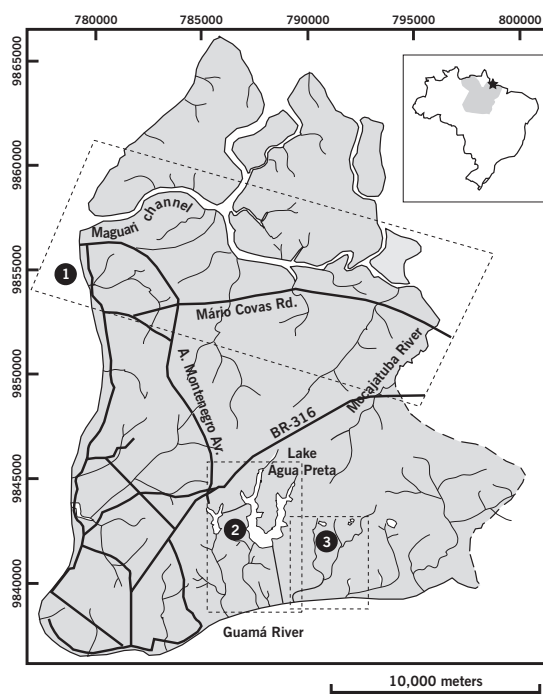 780000 785000 790000 795000 800000
9865000
9860000
9855000
9850000
9845000
9840000
Maguari channel
1
Mário Covas Rd.
Mocajatuba River
A. Montenegro Av.
BR-316
Lake
Agua Preta
2
3
Guamá River
10,000 meters